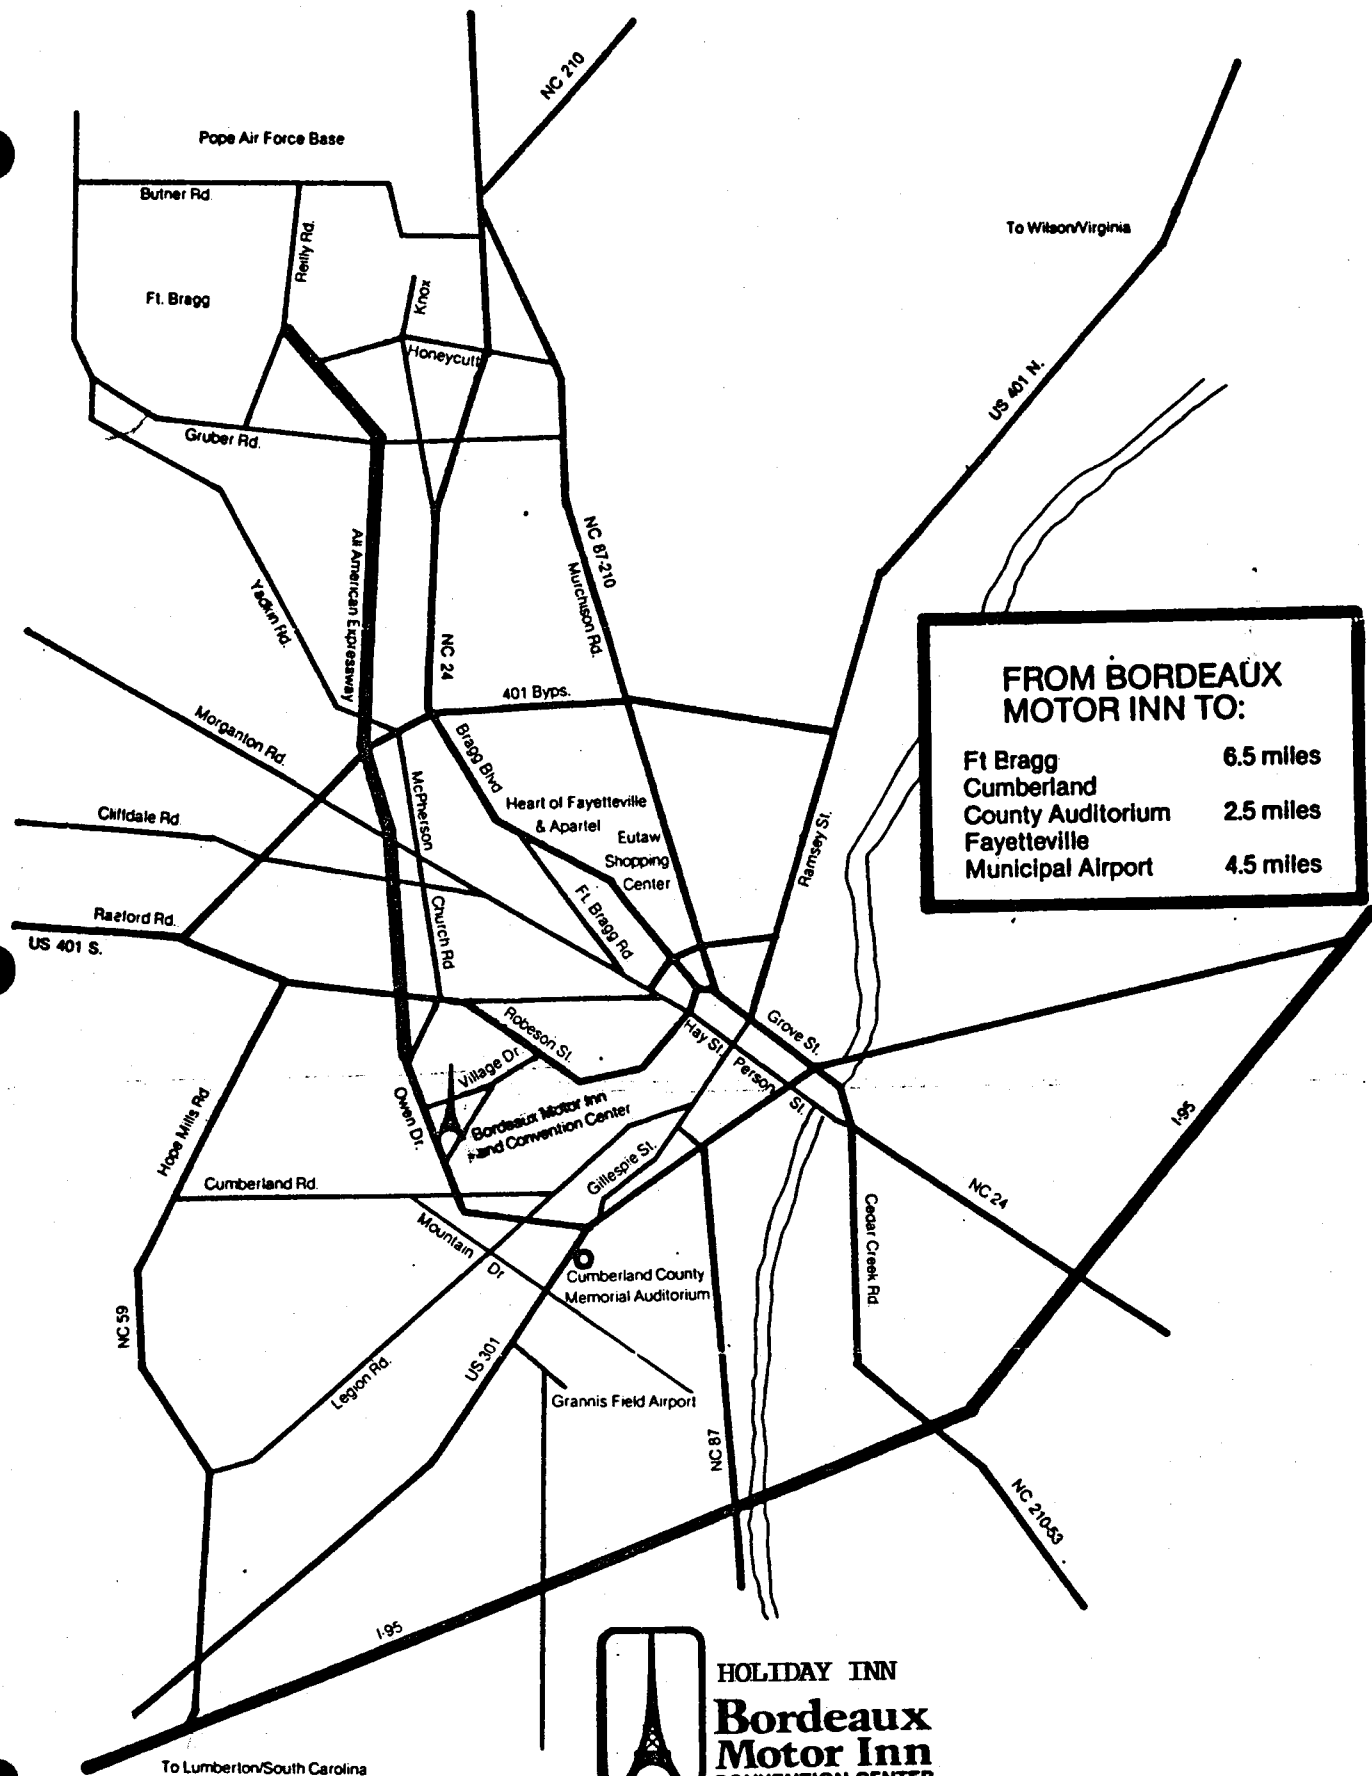 NC 210
Pope Air Force Base
Butner Rd.
Reilly Rd.
To Wilson/Virginia
Ft. Bragg
Knox
Honeycutt
US 401 N.
Gruber Rd.
NC 87-210
Murchison Rd.
All American Expressway
Yadkin Rd.
NC 24
401 Byps.
FROM BORDEAUX
MOTOR INN TO:
Ft Bragg 6.5 miles
Cumberland
County Auditorium 2.5 miles
Fayetteville
Municipal Airport 4.5 miles
Morganton Rd.
Bragg Blvd
McPherson
Church Rd
Heart of Fayetteville
& Apartel
Eutaw
Shopping
Center
Ramsey St.
Cliffdale Rd
Ft. Bragg Rd
Raeford Rd.
US 401 S.
Robeson St.
Hay St.
Grove St.
Person St.
Village Dr.
Owen Dr.
Bordeaux Motor Inn
and Convention Center
Hope Mills Rd
I-95
Gillespie St.
Cumberland Rd.
NC 24
Cedar Creek Rd.
Mountain Dr
Cumberland County
Memorial Auditorium
NC 59
US 301
Legion Rd.
Grannis Field Airport
NC 87
NC 210-53
I-95
To Lumberton/South Carolina
HOLIDAY INN
Bordeaux
Motor Inn
CONVENTION CENTER